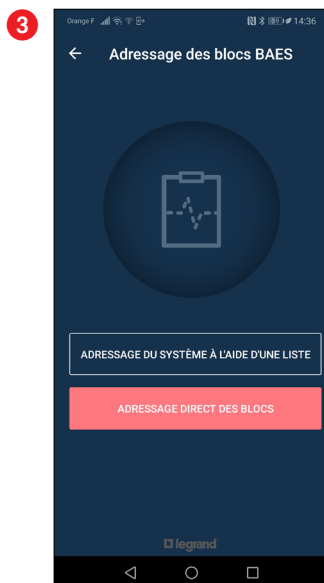 3
Orange F
14:36
Adressage des blocs BAES
ADRESSAGE DU SYSTÈME À L'AIDE D'UNE LISTE
ADRESSAGE DIRECT DES BLOCS
legrand